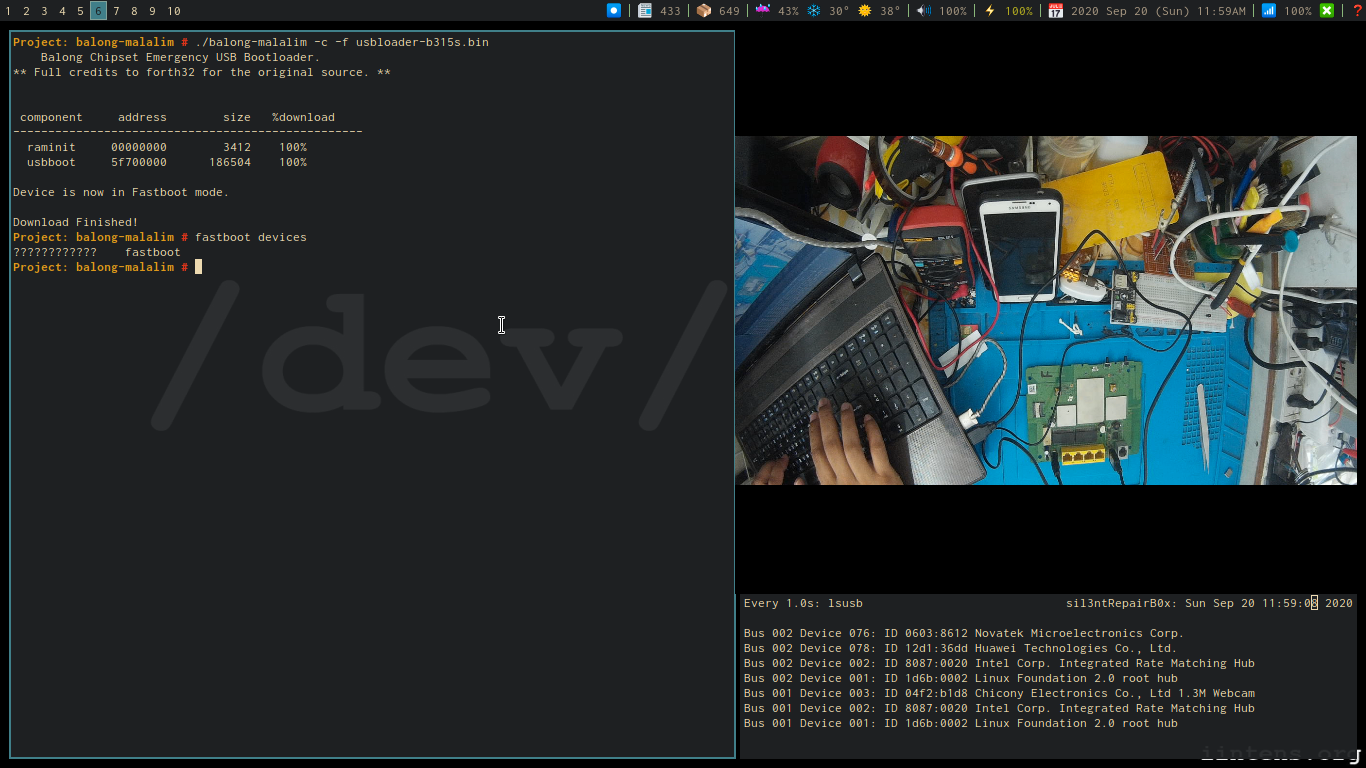 1 2 3 4 5 6 7 8 9 10
433 649 43% 30° 38° 100% 100% 2020 Sep 20 (Sun) 11:59AM 100% ?
Project: balong-malalim # ./balong-malalim -c -f usbloader-b315s.bin
Balong Chipset Emergency USB Bootloader.
** Full credits to forth32 for the original source. **
component address size %download
--------------------------------------------------
raminit 00000000 3412 100%
usbboot 5f700000 186504 100%
Device is now in Fastboot mode.
Download Finished!
Project: balong-malalim # fastboot devices
???????????? fastboot
Project: balong-malalim #
/dev/
SAMSUNG
Every 1.0s: lsusb sil3ntRepairB0x: Sun Sep 20 11:59:08 2020
Bus 002 Device 076: ID 0603:8612 Novatek Microelectronics Corp.
Bus 002 Device 078: ID 12d1:36dd Huawei Technologies Co., Ltd.
Bus 002 Device 002: ID 8087:0020 Intel Corp. Integrated Rate Matching Hub
Bus 002 Device 001: ID 1d6b:0002 Linux Foundation 2.0 root hub
Bus 001 Device 003: ID 04f2:b1d8 Chicony Electronics Co., Ltd 1.3M Webcam
Bus 001 Device 002: ID 8087:0020 Intel Corp. Integrated Rate Matching Hub
Bus 001 Device 001: ID 1d6b:0002 Linux Foundation 2.0 root hub
iintens.org